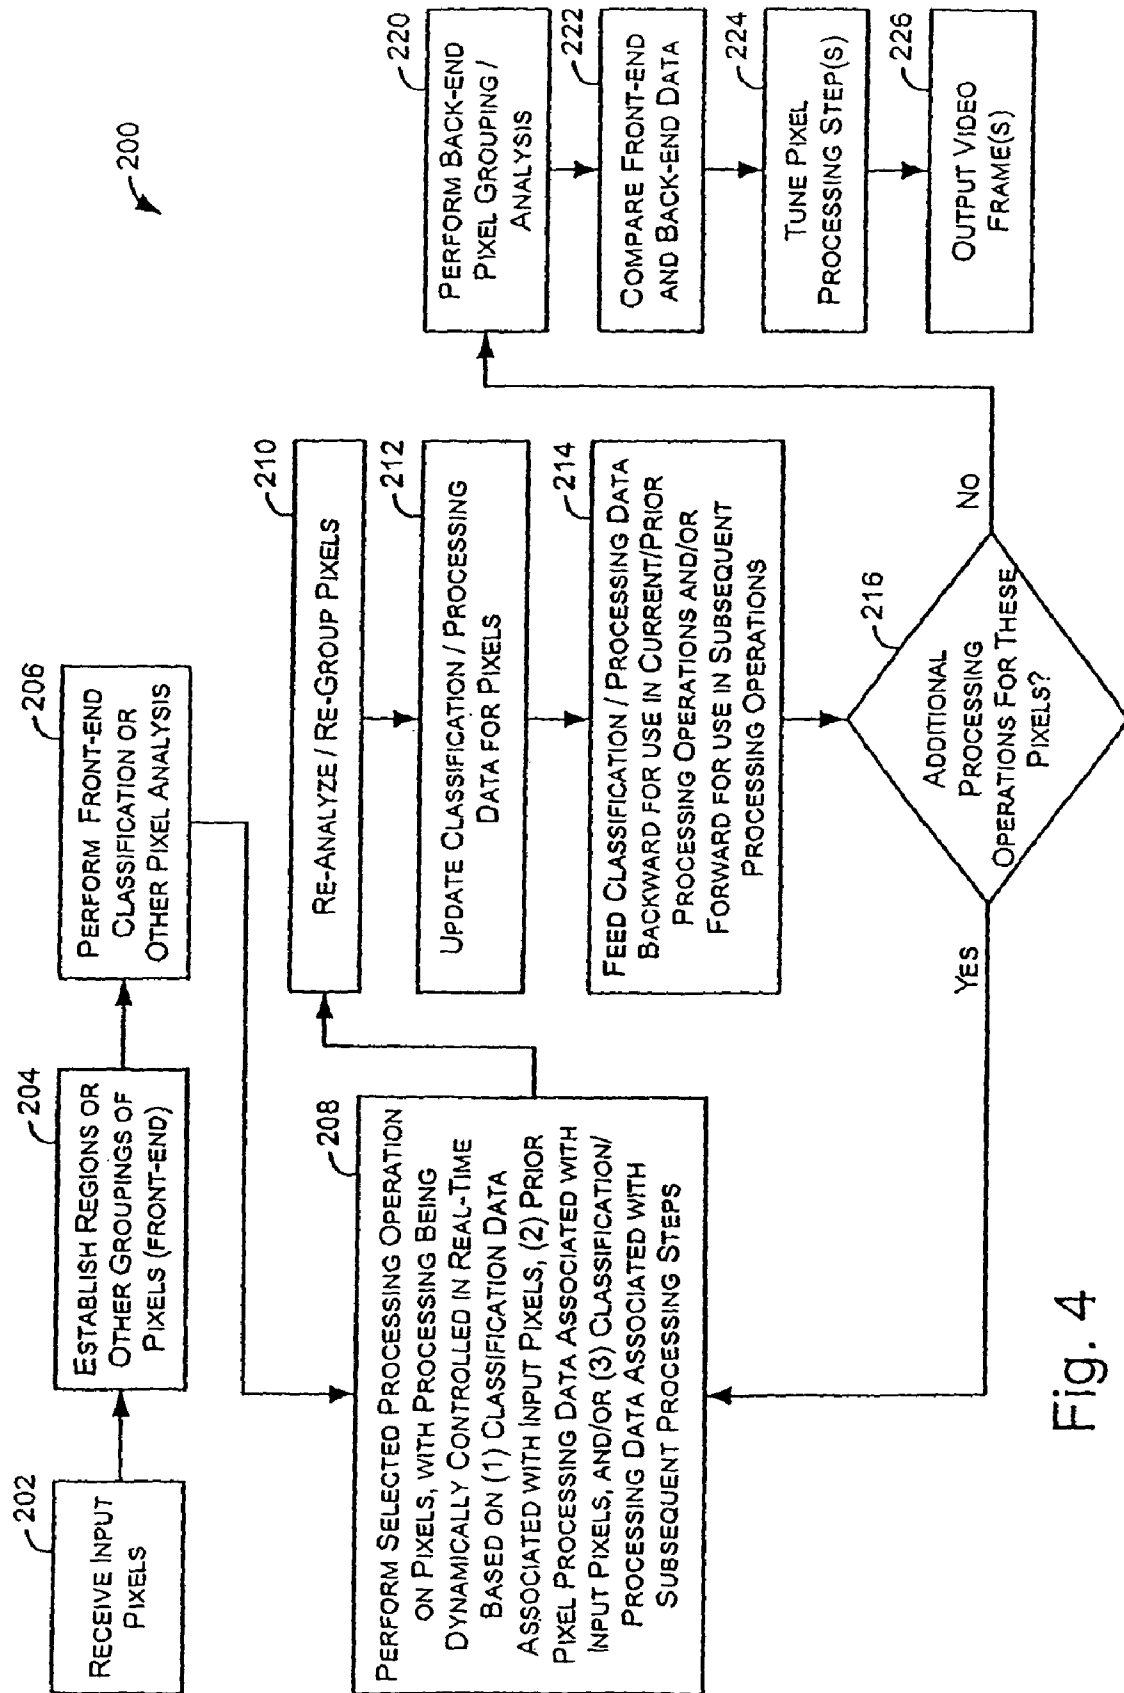 200
202
RECEIVE INPUT
PIXELS
204
ESTABLISH REGIONS OR
OTHER GROUPINGS OF
PIXELS (FRONT-END)
206
PERFORM FRONT-END
CLASSIFICATION OR
OTHER PIXEL ANALYSIS
208
PERFORM SELECTED PROCESSING OPERATION
ON PIXELS, WITH PROCESSING BEING
DYNAMICALLY CONTROLLED IN REAL-TIME
BASED ON (1) CLASSIFICATION DATA
ASSOCIATED WITH INPUT PIXELS, (2) PRIOR
PIXEL PROCESSING DATA ASSOCIATED WITH
INPUT PIXELS, AND/OR (3) CLASSIFICATION/
PROCESSING DATA ASSOCIATED WITH
SUBSEQUENT PROCESSING STEPS
210
RE-ANALYZE / RE-GROUP PIXELS
212
UPDATE CLASSIFICATION / PROCESSING
DATA FOR PIXELS
214
FEED CLASSIFICATION / PROCESSING DATA
BACKWARD FOR USE IN CURRENT/PRIOR
PROCESSING OPERATIONS AND/OR
FORWARD FOR USE IN SUBSEQUENT
PROCESSING OPERATIONS
216
ADDITIONAL
PROCESSING
OPERATIONS FOR THESE
PIXELS?
YES
NO
220
PERFORM BACK-END
PIXEL GROUPING /
ANALYSIS
222
COMPARE FRONT-END
AND BACK-END DATA
224
TUNE PIXEL
PROCESSING STEP(S)
226
OUTPUT VIDEO
FRAME(S)
Fig. 4